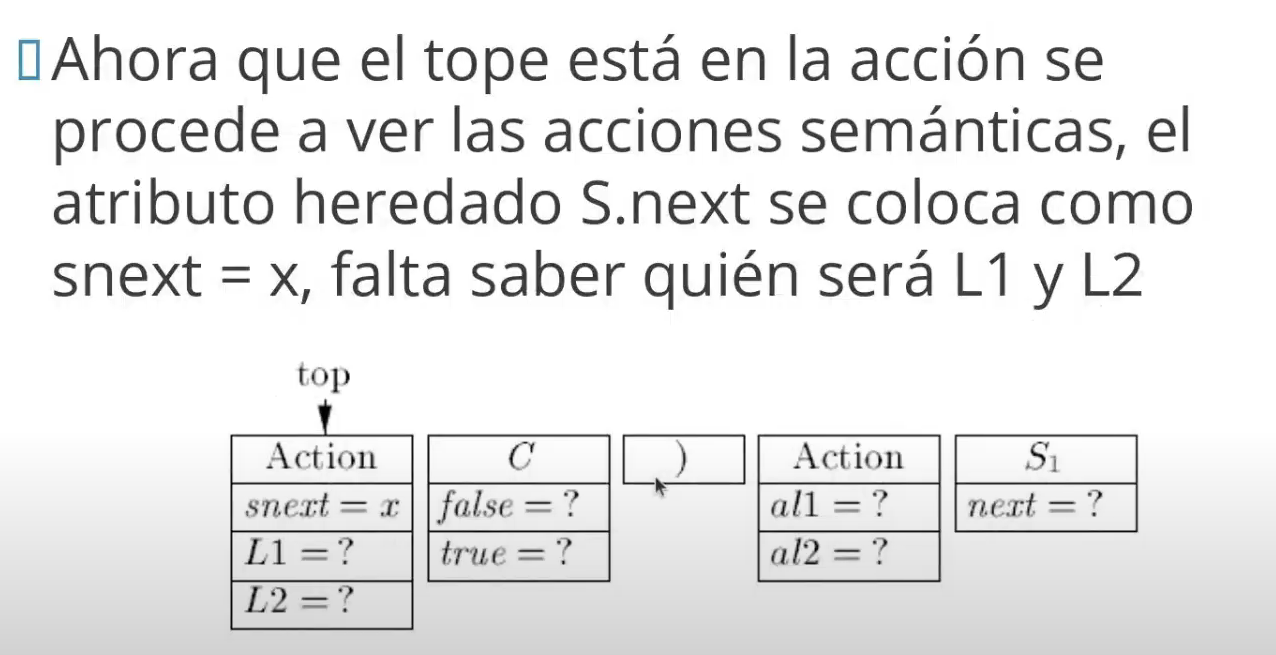 Ahora que el tope está en la acción se
procede a ver las acciones semánticas, el
atributo heredado S.next se coloca como
snext = x, falta saber quién será L1 y L2
top
Action C ) Action S₁
snext = x false = ? al1 = ? next = ?
L1 = ? true = ? al2 = ?
L2 = ?